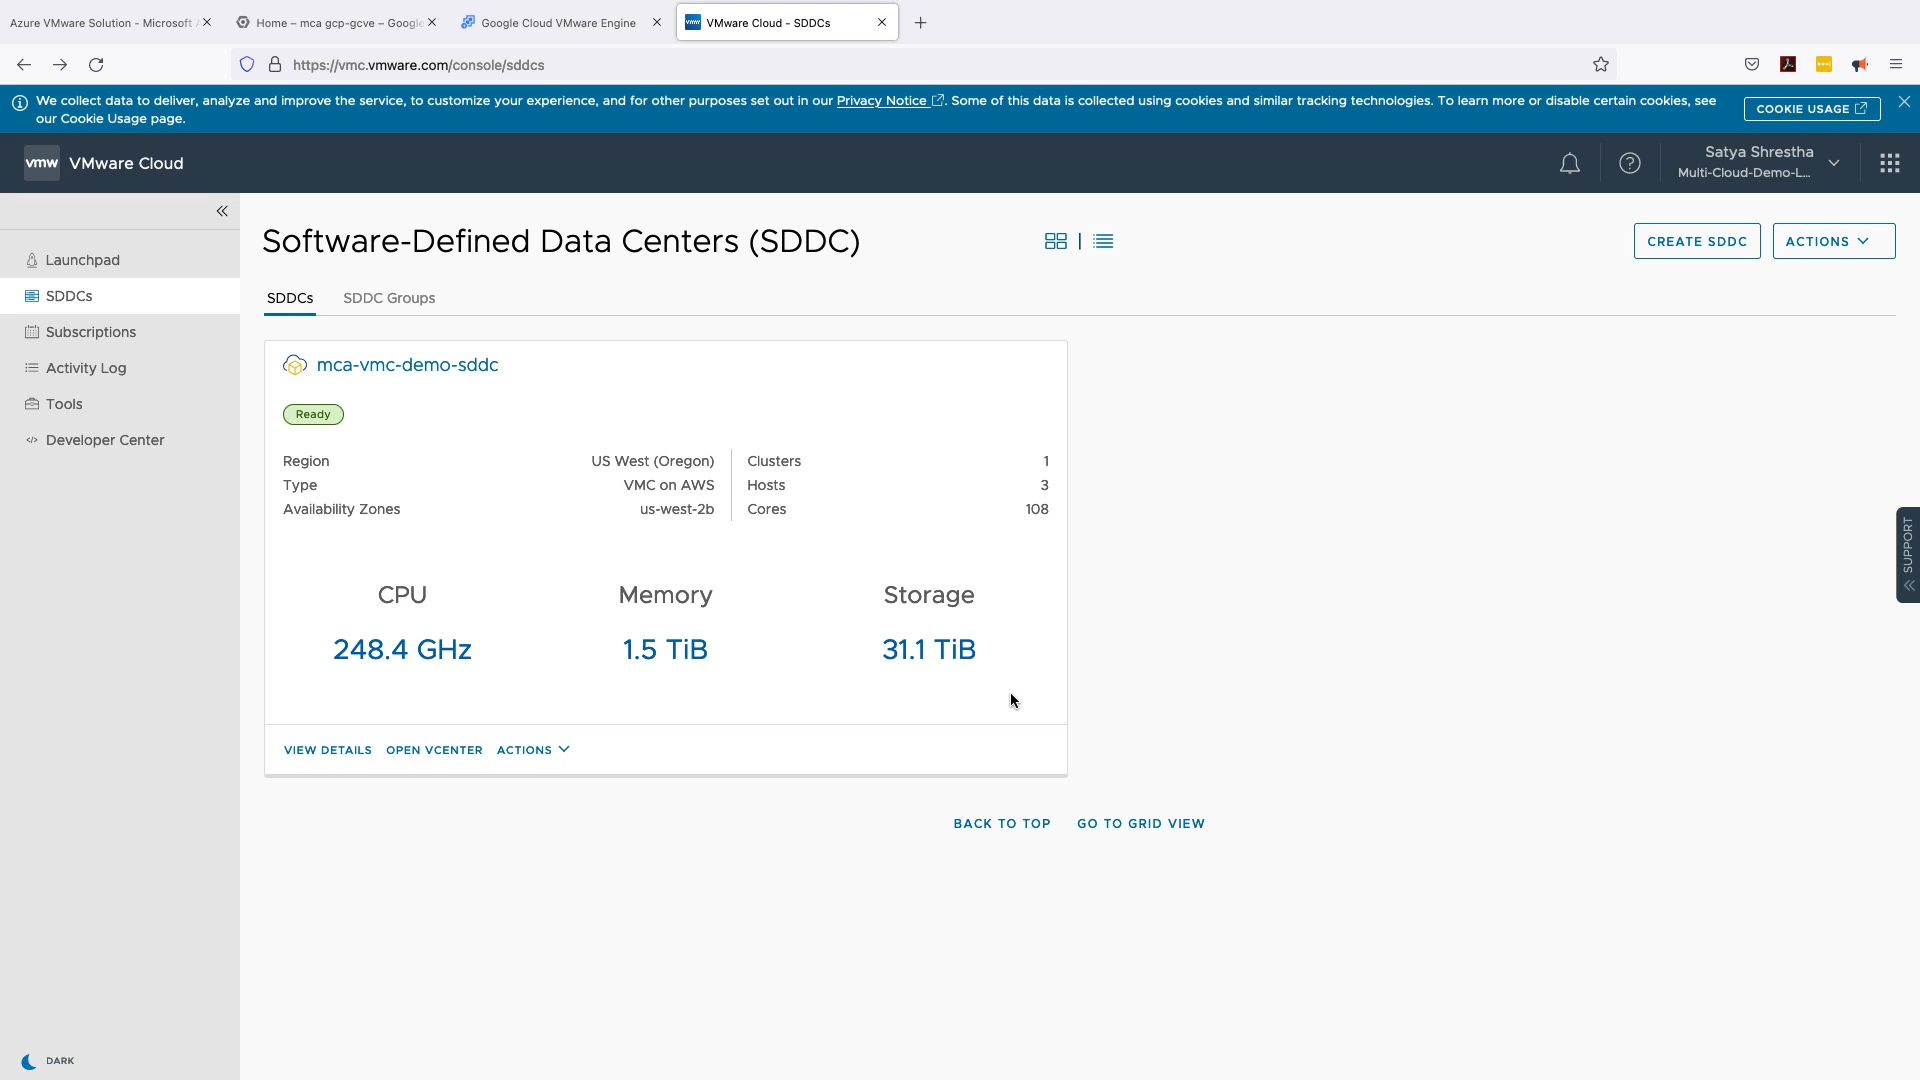 Azure VMware Solution - Microsoft
Home – mca gcp-gcve – Google
Google Cloud VMware Engine
vmw VMware Cloud - SDDCs
https://vmc.vmware.com/console/sddcs
We collect data to deliver, analyze and improve the service, to customize your experience, and for other purposes set out in our Privacy Notice. Some of this data is collected using cookies and similar tracking technologies. To learn more or disable certain cookies, see
our Cookie Usage page.
COOKIE USAGE
vmw VMware Cloud
Satya Shrestha
Multi-Cloud-Demo-L...
Launchpad
SDDCs
Subscriptions
Activity Log
Tools
Developer Center
DARK
Software-Defined Data Centers (SDDC)
CREATE SDDC
ACTIONS
SDDCs
SDDC Groups
mca-vmc-demo-sddc
Ready
Region US West (Oregon)
Type VMC on AWS
Availability Zones us-west-2b
Clusters 1
Hosts 3
Cores 108
CPU
248.4 GHz
Memory
1.5 TiB
Storage
31.1 TiB
VIEW DETAILS OPEN VCENTER ACTIONS
BACK TO TOP GO TO GRID VIEW
SUPPORT